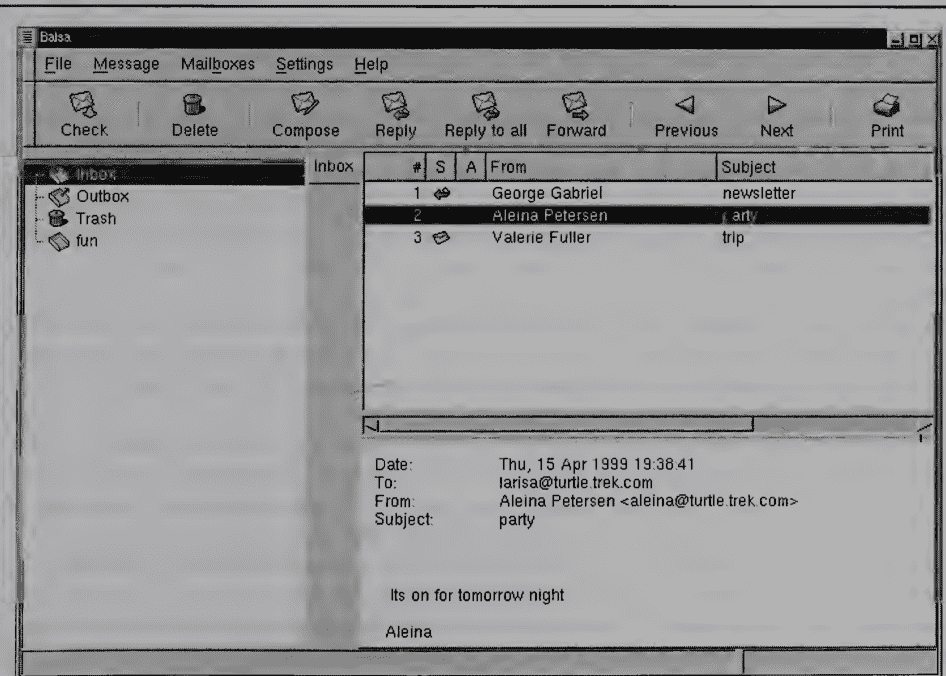 Balsa
File Message Mailboxes Settings Help
Check Delete Compose Reply Reply to all Forward Previous Next Print
Inbox
Outbox
Trash
fun
Inbox
# S A From Subject
1 George Gabriel newsletter
2 Aleina Petersen party
3 Valerie Fuller trip
Date: Thu, 15 Apr 1999 19:38:41
To: larisa@turtle.trek.com
From: Aleina Petersen <aleina@turtle.trek.com>
Subject: party
Its on for tomorrow night
Aleina